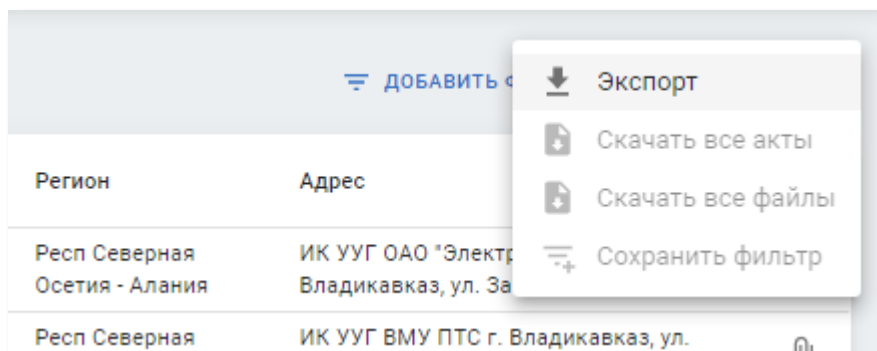 ДОБАВИТЬ
Экспорт
Скачать все акты
Скачать все файлы
Сохранить фильтр
Регион
Адрес
Респ Северная
Осетия - Алания
ИК УУГ ОАО "Электр
Владикавказ, ул. За
Респ Северная
ИК УУГ ВМУ ПТС г. Владикавказ, ул.